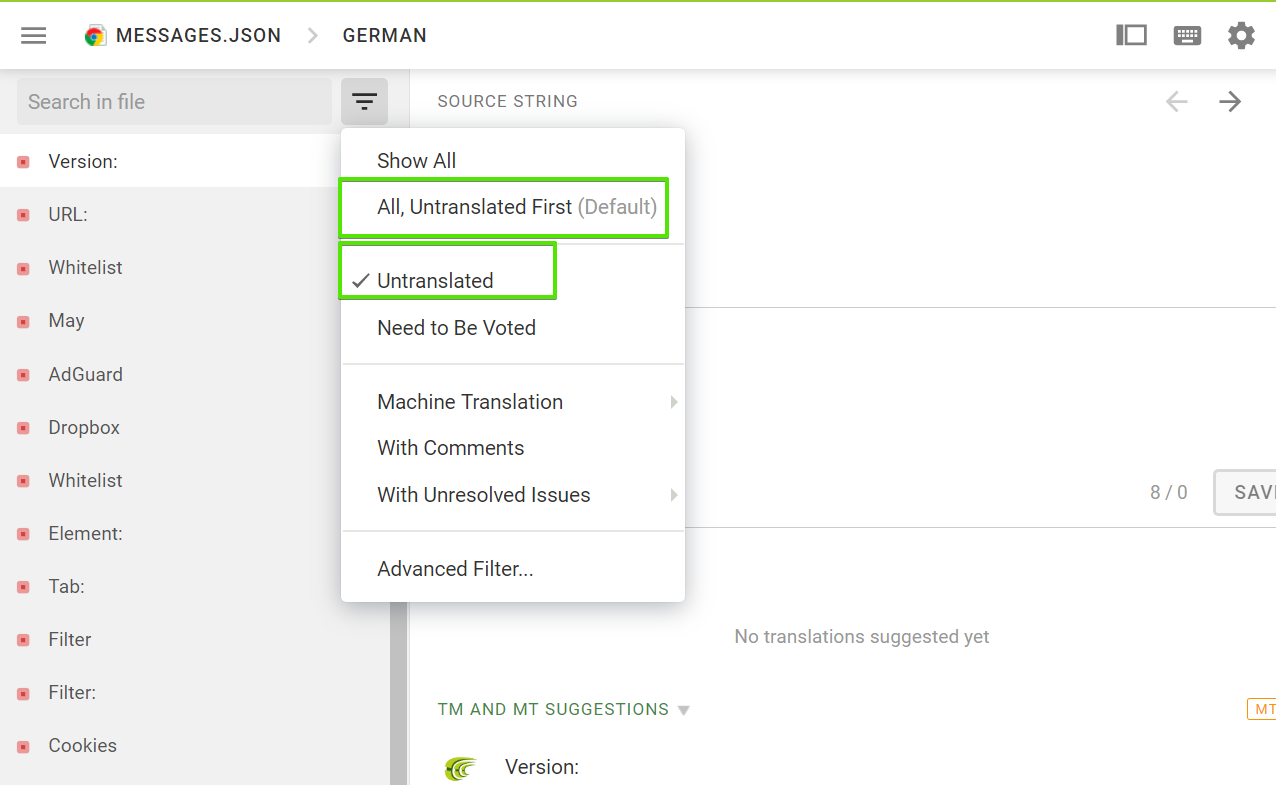 MESSAGES.JSON GERMAN
Search in file
SOURCE STRING
Version:
URL:
Whitelist
May
AdGuard
Dropbox
Whitelist
Element:
Tab:
Filter
Filter:
Cookies
Show All
All, Untranslated First (Default)
Untranslated
Need to Be Voted
Machine Translation
With Comments
With Unresolved Issues
Advanced Filter...
8 / 0
SAV
No translations suggested yet
TM AND MT SUGGESTIONS
MT
Version: